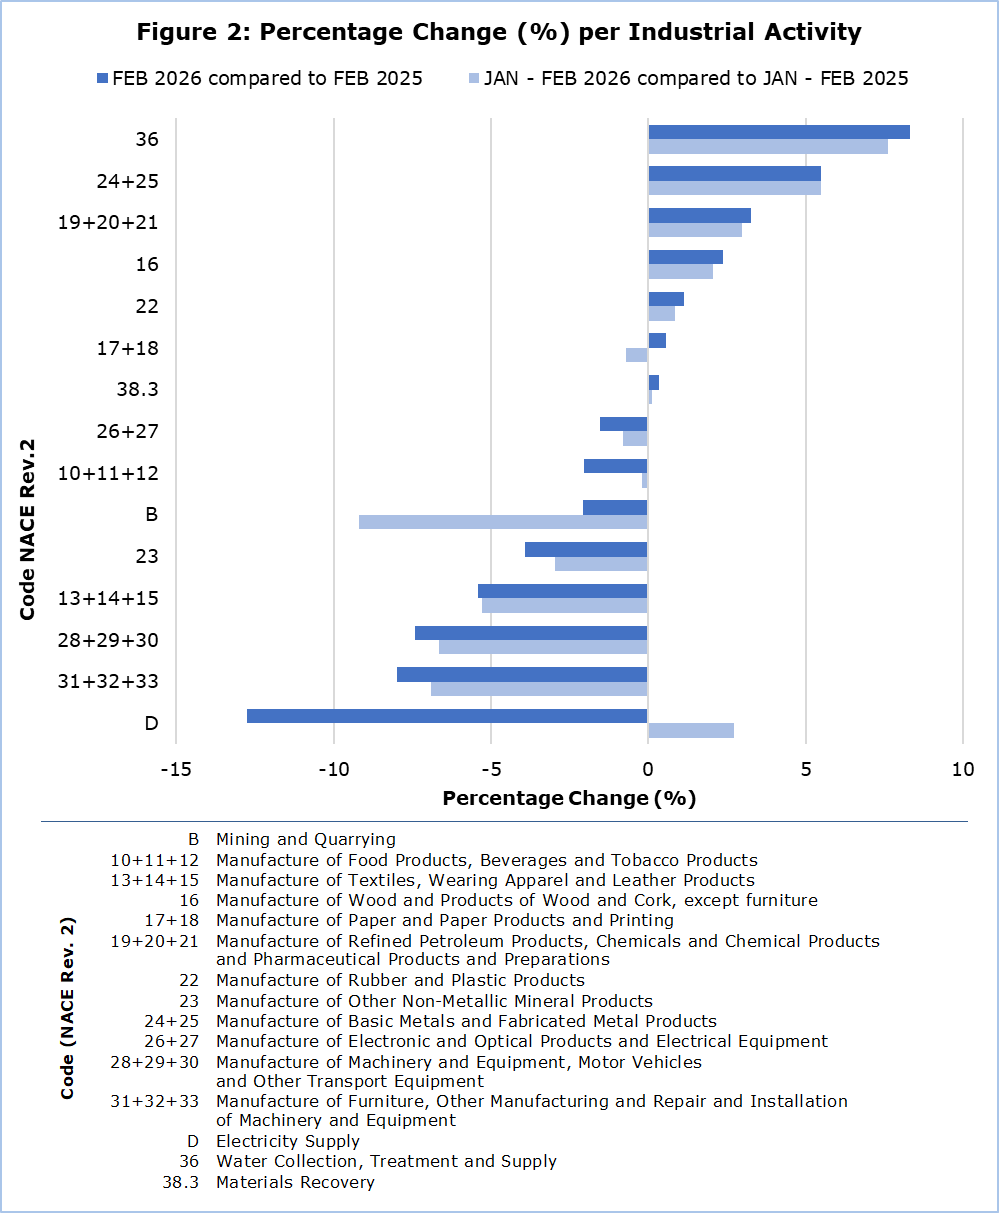 Figure 2: Percentage Change (%) per Industrial Activity
FEB 2026 compared to FEB 2025 JAN - FEB 2026 compared to JAN - FEB 2025
Code NACE Rev.2
36
24+25
19+20+21
16
22
17+18
38.3
26+27
10+11+12
B
23
13+14+15
28+29+30
31+32+33
D
-15 -10 -5 0 5 10
Percentage Change (%)
Code (NACE Rev. 2)
B Mining and Quarrying
10+11+12 Manufacture of Food Products, Beverages and Tobacco Products
13+14+15 Manufacture of Textiles, Wearing Apparel and Leather Products
16 Manufacture of Wood and Products of Wood and Cork, except furniture
17+18 Manufacture of Paper and Paper Products and Printing
19+20+21 Manufacture of Refined Petroleum Products, Chemicals and Chemical Products
and Pharmaceutical Products and Preparations
22 Manufacture of Rubber and Plastic Products
23 Manufacture of Other Non-Metallic Mineral Products
24+25 Manufacture of Basic Metals and Fabricated Metal Products
26+27 Manufacture of Electronic and Optical Products and Electrical Equipment
28+29+30 Manufacture of Machinery and Equipment, Motor Vehicles
and Other Transport Equipment
31+32+33 Manufacture of Furniture, Other Manufacturing and Repair and Installation
of Machinery and Equipment
D Electricity Supply
36 Water Collection, Treatment and Supply
38.3 Materials Recovery